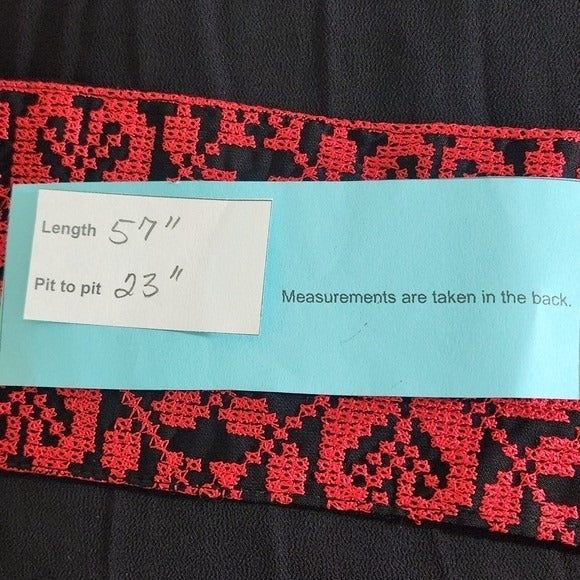 Length 57"
Pit to pit 23"
Measurements are taken in the back.